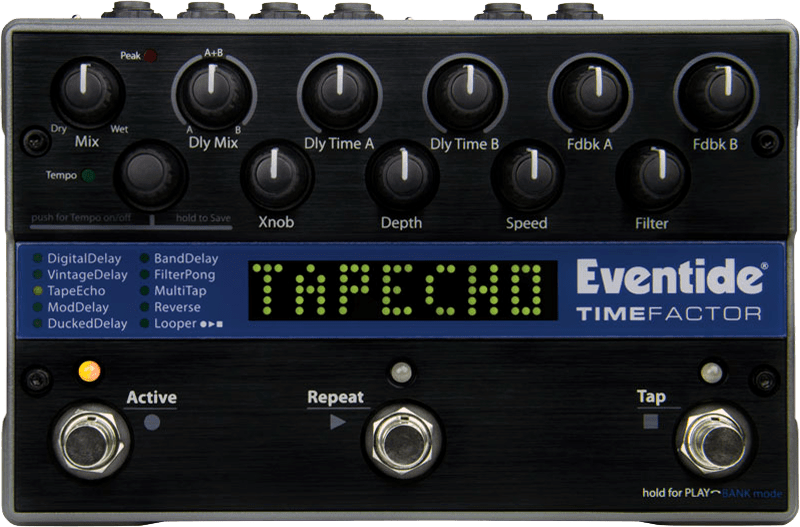 Peak
A+B
Dry Wet
A B
Mix
Dly Mix
Dly Time A
Dly Time B
Fdbk A
Fdbk B
Tempo
push for Tempo on/off hold to Save
Xnob
Depth
Speed
Filter
DigitalDelay
VintageDelay
TapeEcho
ModDelay
DuckedDelay
BandDelay
FilterPong
MultiTap
Reverse
Looper
TAPECHO
Eventide®
TIMEFACTOR
Active
Repeat
Tap
hold for PLAY BANK mode